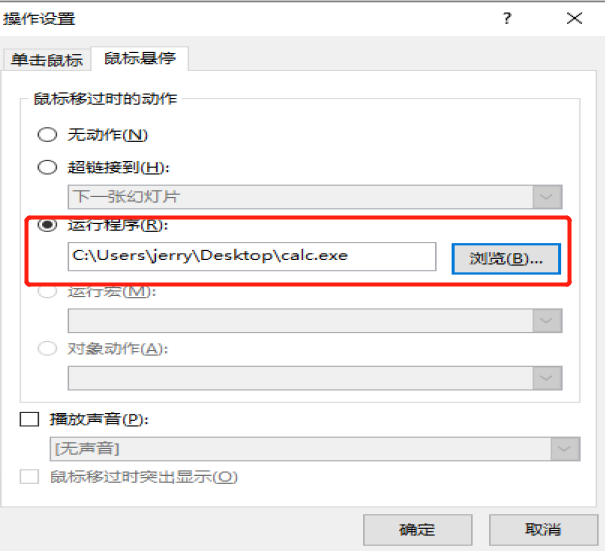 操作设置 ?
单击鼠标 鼠标悬停
鼠标移过时的动作
无动作(N)
超链接到(H):
下一张幻灯片
运行程序(R):
C:\Users\jerry\Desktop\calc.exe 浏览(B)...
运行宏(M):
对象动作(A):
播放声音(P):
[无声音]
鼠标移过时突出显示(O)
确定 取消